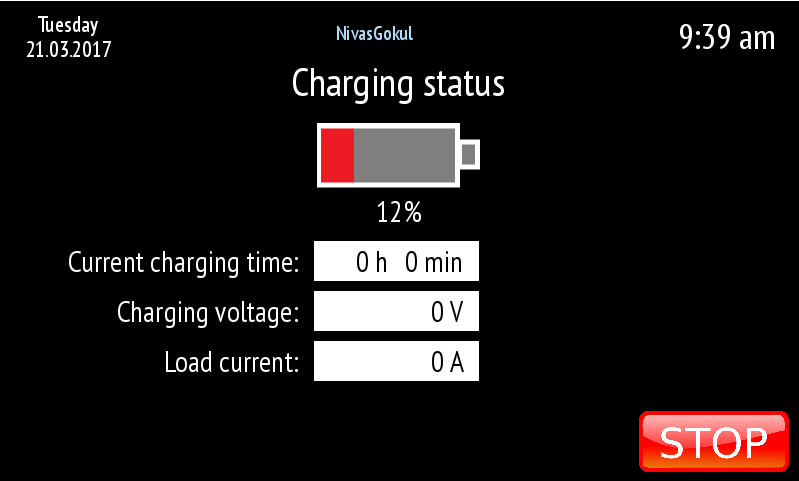 Tuesday
21.03.2017
NivasGokul
9:39 am
Charging status
12%
Current charging time: 0 h 0 min
Charging voltage: 0 V
Load current: 0 A
STOP